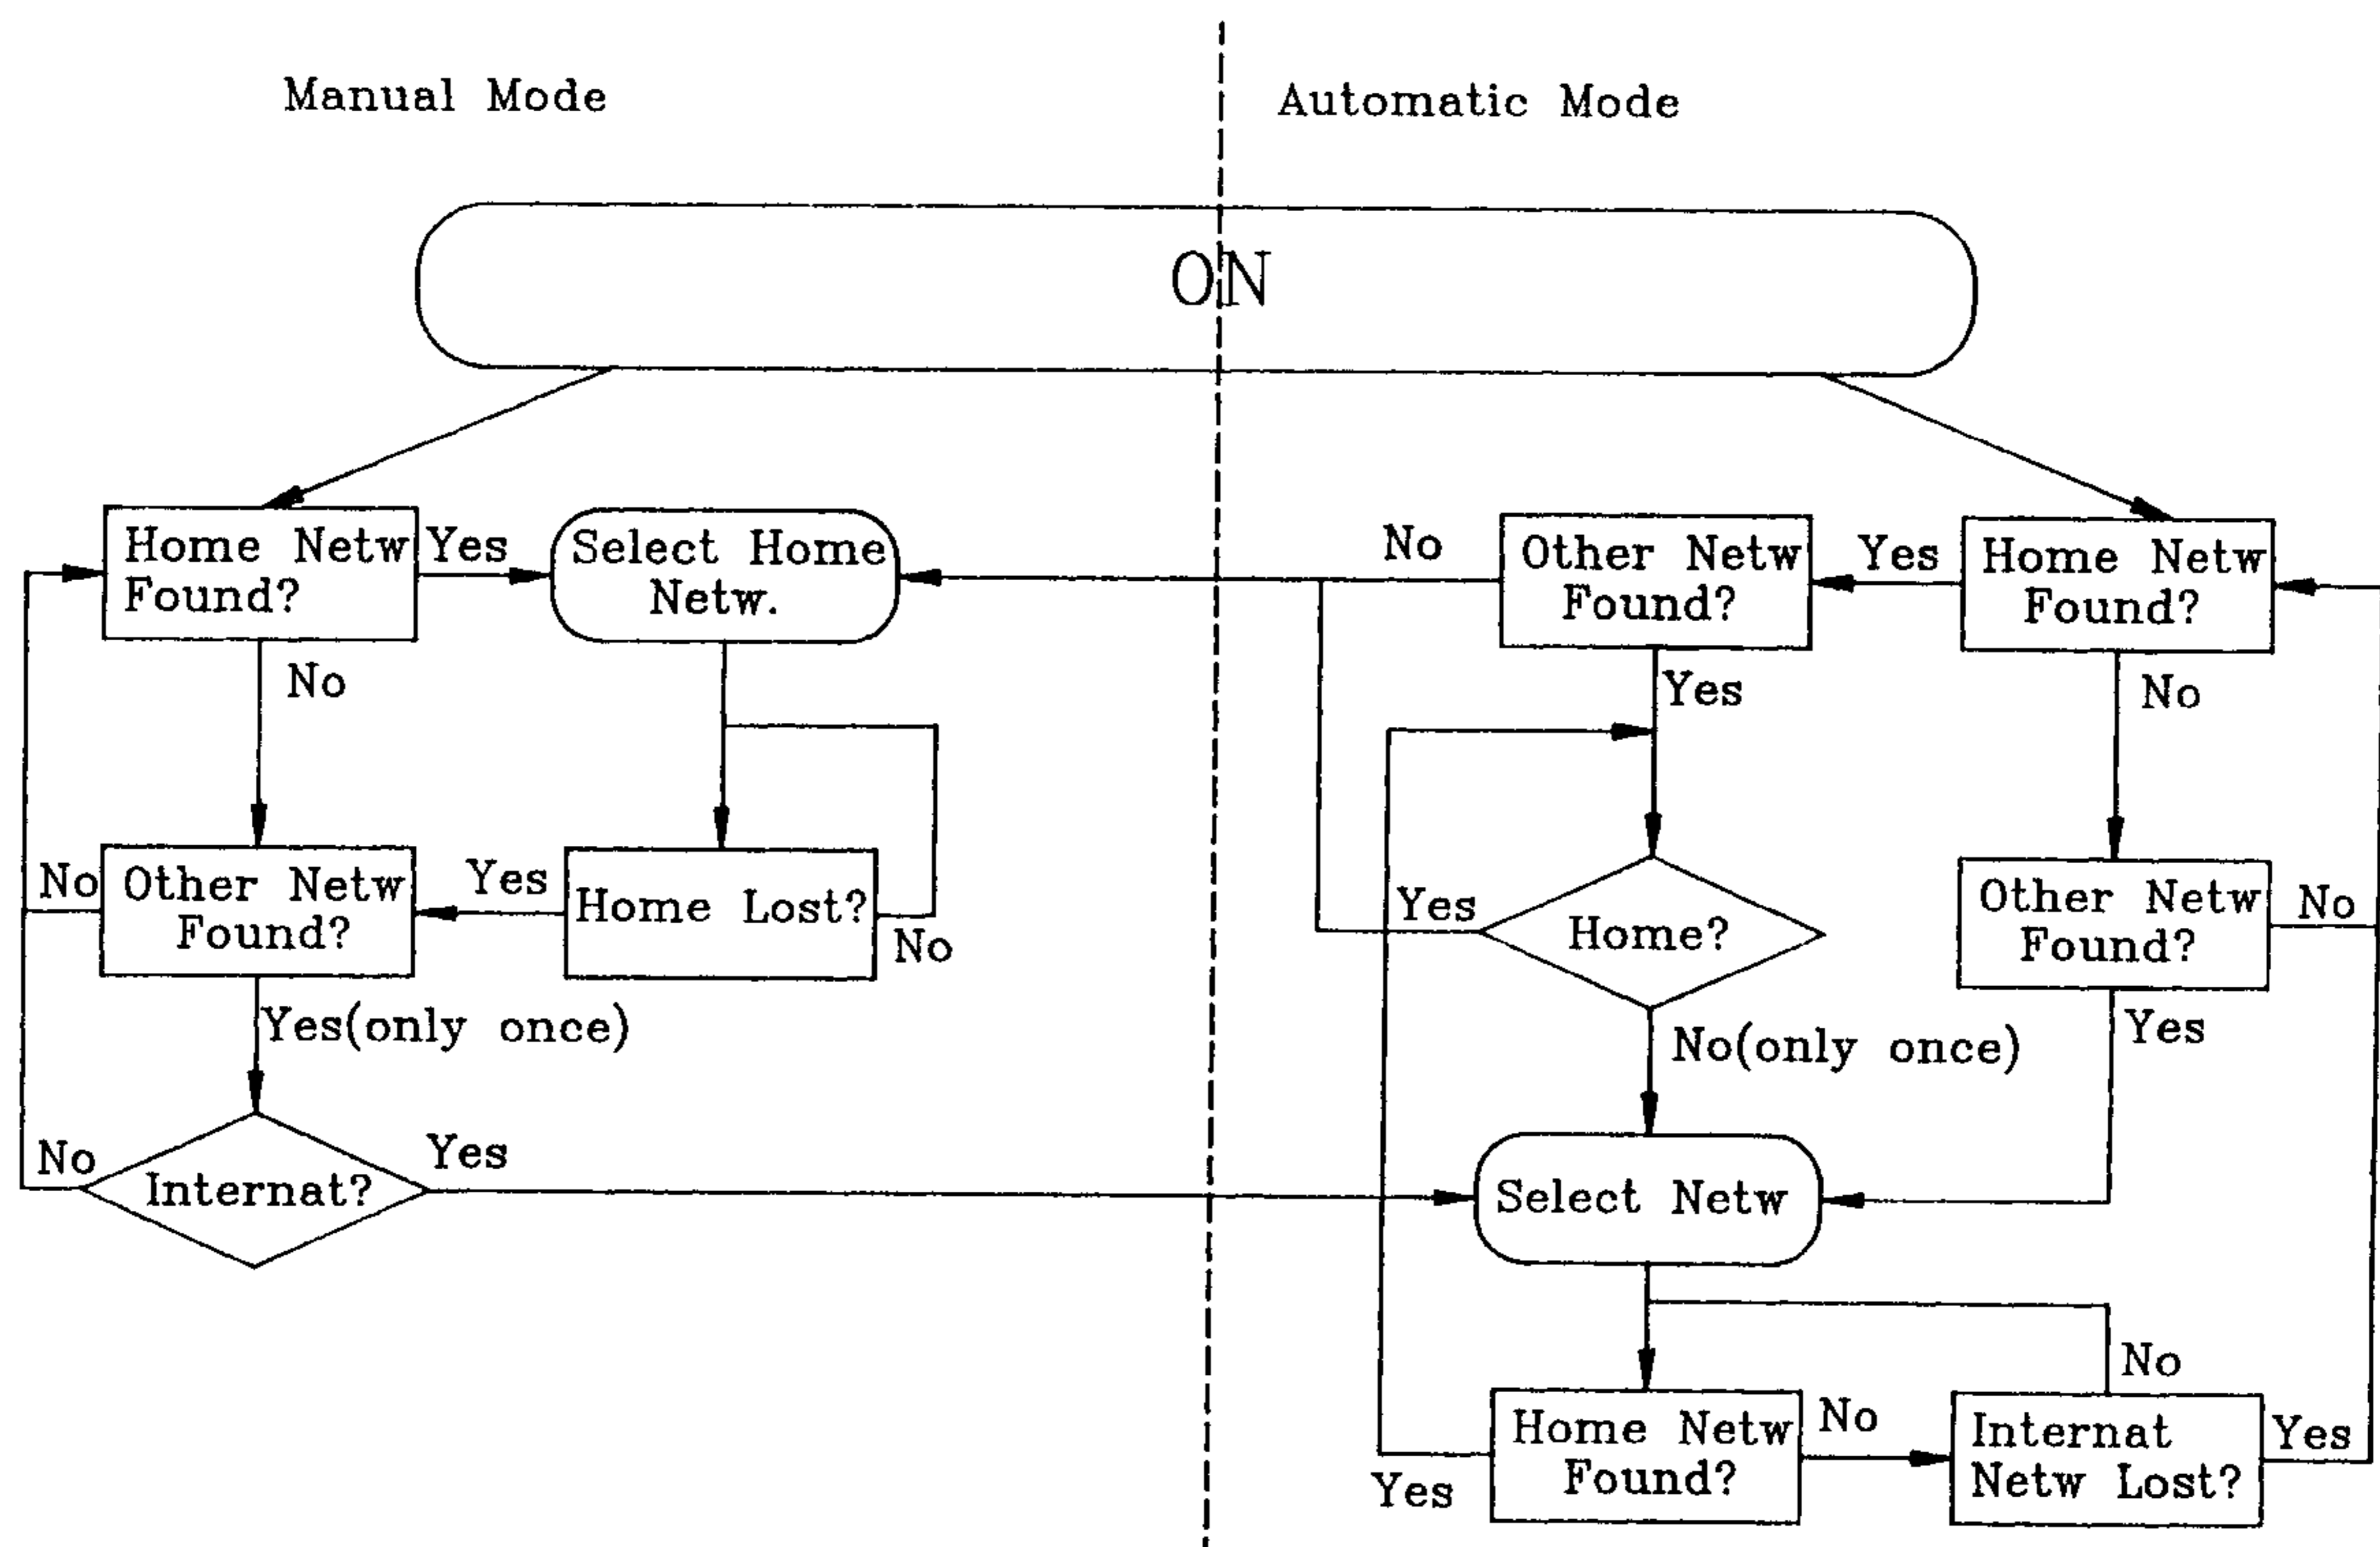 Manual Mode
Automatic Mode
ON
Home Netw
Found?
Yes
Select Home
Netw.
No
Other Netw
Found?
Yes
Home Netw
Found?
No
Yes
No
No
Other Netw
Found?
Yes
Home Lost?
No
Yes
Home?
Other Netw
Found?
No
Yes(only once)
No(only once)
Yes
No
Internat?
Yes
Select Netw
No
Home Netw
Found?
No
Internat
Netw Lost?
Yes
Yes